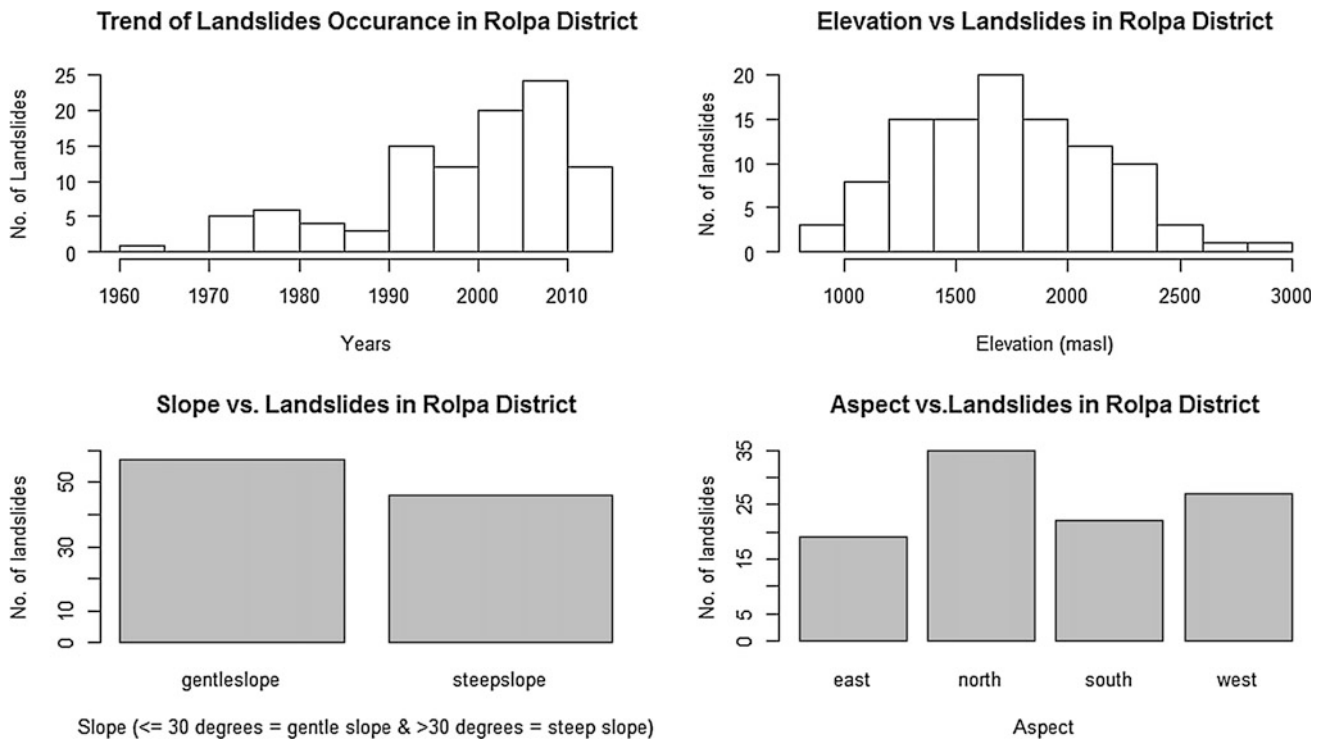 Trend of Landslides Occurance in Rolpa District
No. of Landslides
25
20
15
10
5
0
1960 1970 1980 1990 2000 2010
Years
Elevation vs Landslides in Rolpa District
No. of landslides
20
15
10
5
0
1000 1500 2000 2500 3000
Elevation (masl)
Slope vs. Landslides in Rolpa District
No. of landslides
50
30
10
0
gentleslope steepslope
Slope (<= 30 degrees = gentle slope & >30 degrees = steep slope)
Aspect vs.Landslides in Rolpa District
No. of landslides
35
25
15
5
0
east north south west
Aspect